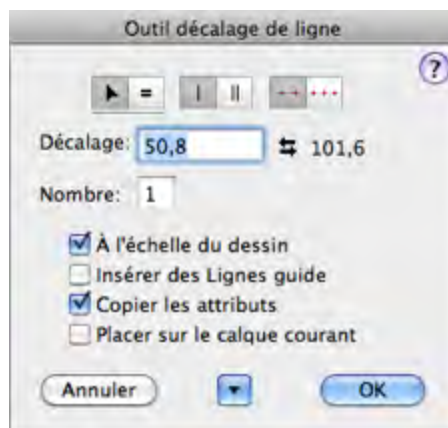 Outil décalage de ligne
?
=
Décalage: 50,8 101,6
Nombre: 1
À l'échelle du dessin
Insérer des Lignes guide
Copier les attributs
Placer sur le calque courant
Annuler OK